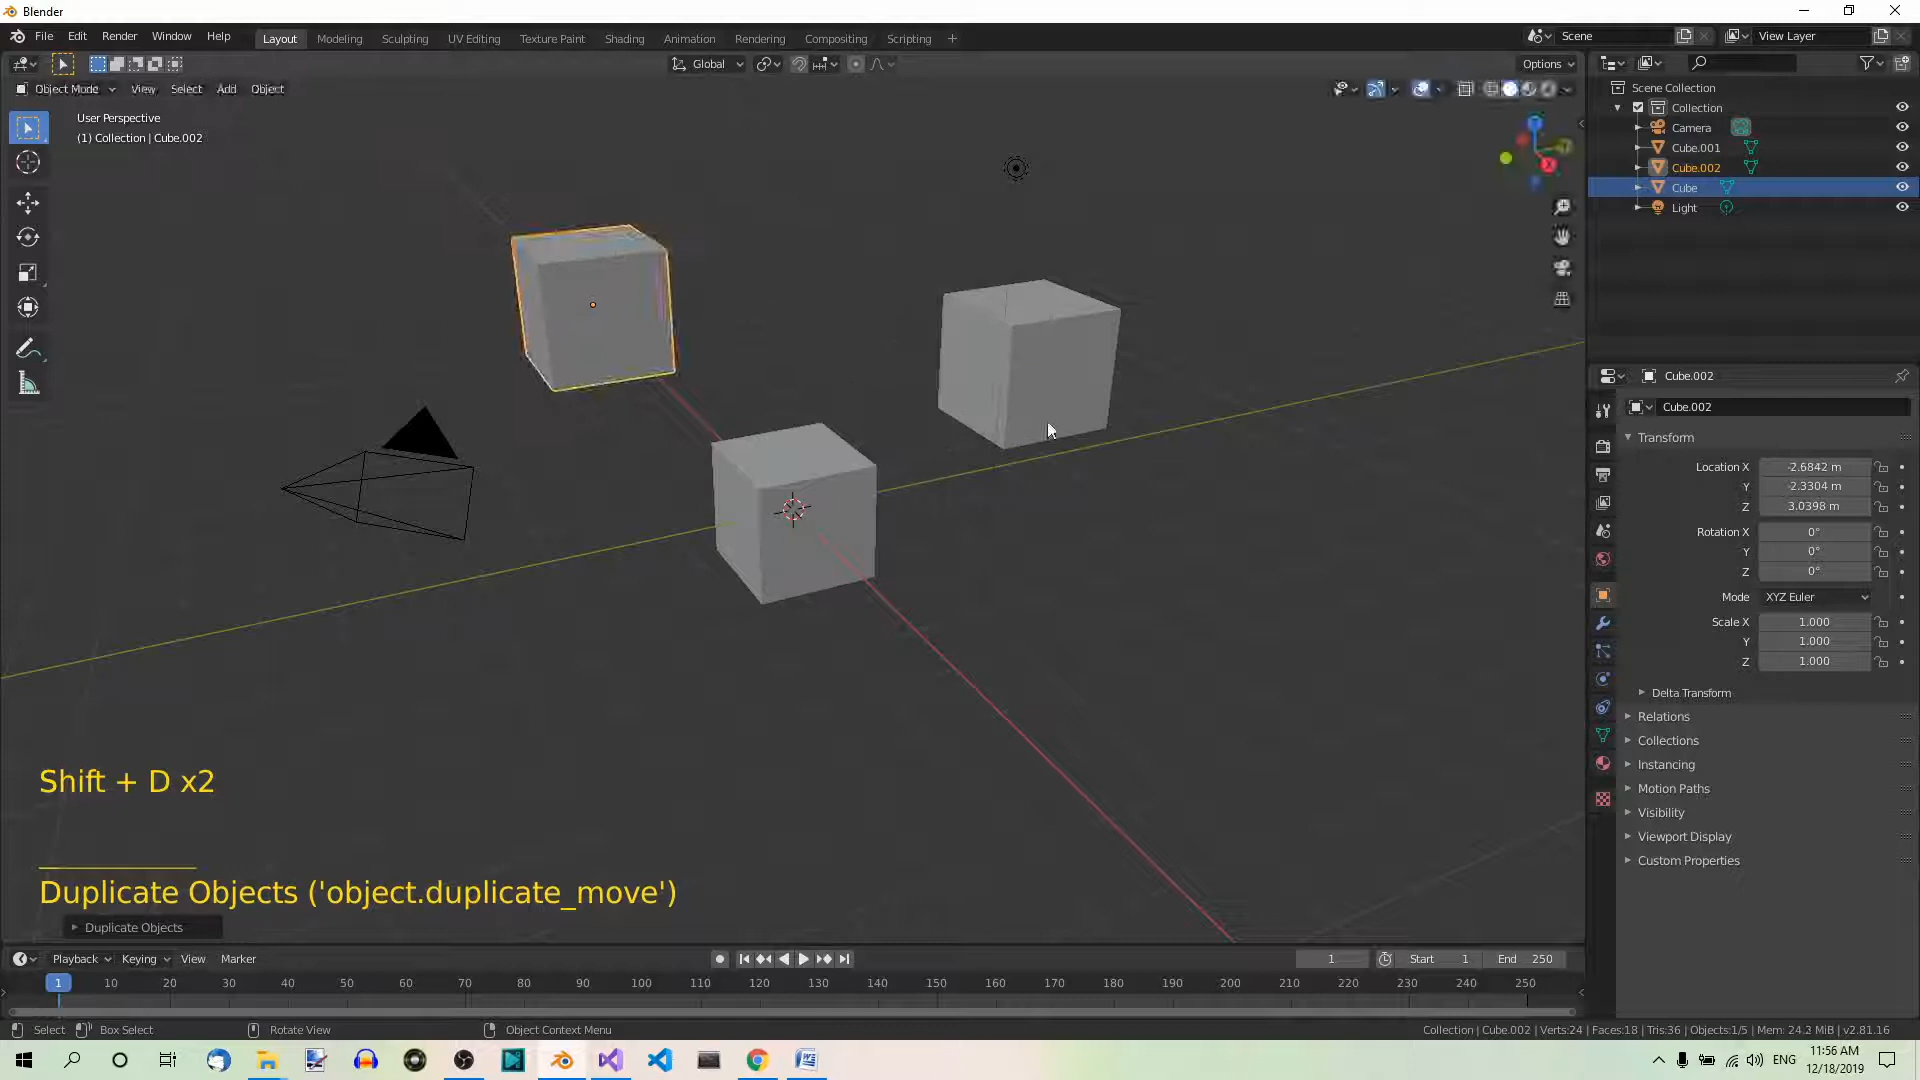 Blender
File Edit Render Window Help
Layout Modeling Sculpting UV Editing Texture Paint Shading Animation Rendering Compositing Scripting +
Scene
View Layer
Global
Options
Object Mode View Select Add Object
User Perspective
(1) Collection | Cube.002
Scene Collection
Collection
Camera
Cube.001
Cube.002
Cube
Light
Cube.002
Cube.002
Transform
Location X -2.6842 m
Y -2.3304 m
Z 3.0398 m
Rotation X 0°
Y 0°
Z 0°
Mode XYZ Euler
Scale X 1.000
Y 1.000
Z 1.000
Delta Transform
Relations
Collections
Instancing
Motion Paths
Visibility
Viewport Display
Custom Properties
Shift + D x2
Duplicate Objects ('object.duplicate_move')
Duplicate Objects
Playback Keying View Marker
1 Start 1 End 250
1 10 20 30 40 50 60 70 80 90 100 110 120 130 140 150 160 170 180 190 200 210 220 230 240 250
Select Box Select Rotate View Object Context Menu
Collection | Cube.002 | Verts:24 | Faces:18 | Tris:36 | Objects:1/5 | Mem: 24.3 MiB | v2.81.16
ENG
11:56 AM
12/18/2019